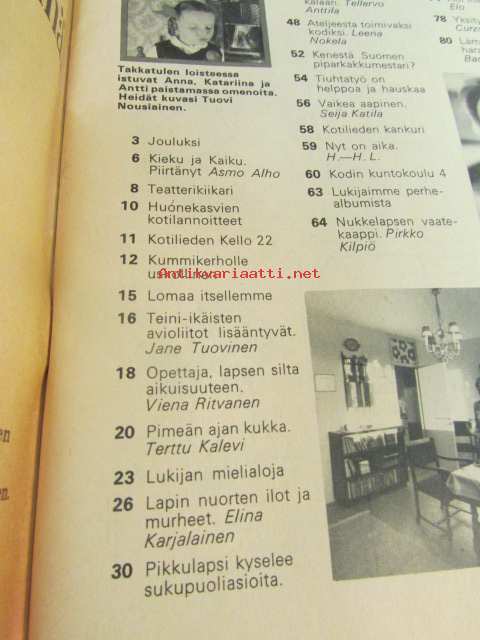 Takkatulen loisteessa
istuvat Anna, Katariina ja
Antti paistamassa omenoita.
Heidät kuvasi Tuovi
Nousiainen.
3 Jouluksi
6 Kieku ja Kaiku.
Piirtänyt Asmo Alho
8 Teatterikiikari
10 Huonekasvien
kotilannoitteet
11 Kotilieden Kello 22
12 Kummikerholle
Antikvariaatti.net
15 Lomaa itsellemme
16 Teini-ikäisten
avioliitot lisääntyvät.
Jane Tuovinen
18 Opettaja, lapsen silta
aikuisuuteen.
Viena Ritvanen
20 Pimeän ajan kukka.
Terttu Kalevi
23 Lukijan mielialoja
26 Lapin nuorten ilot ja
murheet. Elina
Karjalainen
30 Pikkulapsi kyselee
sukupuoliasioita.
kalaan. Tellervo
Anttila
48 Ateljeesta toimivaksi
kodiksi. Leena
Nokela
52 Kenestä Suomen
piparkakkumestari?
54 Tiuhtatyö on
helppoa ja hauskaa
56 Vaikea aapinen.
Seija Katila
58 Kotilieden kankuri
59 Nyt on aika.
H.—H. L.
60 Kodin kuntokoulu 4
63 Lukijaimme perhe-
albumista
64 Nukkelapsen vaate-
kaappi. Pirkko
Kilpiö
Elo
78
80